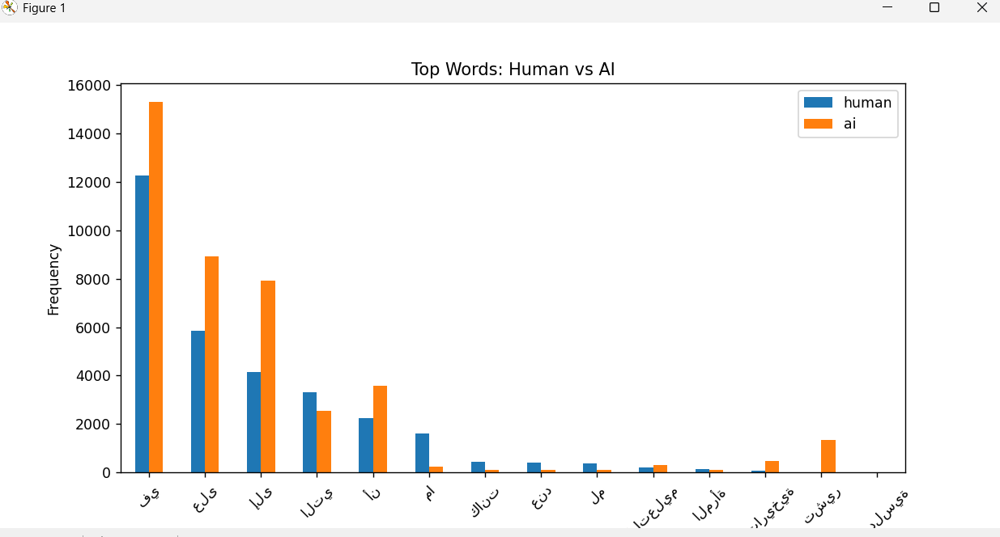 Figure 1
Top Words: Human vs AI
human
ai
16000
14000
12000
10000
8000
6000
4000
2000
0
Frequency
في
على
إلى
التي
أن
ما
كانت
عند
لم
المرأة
تشير